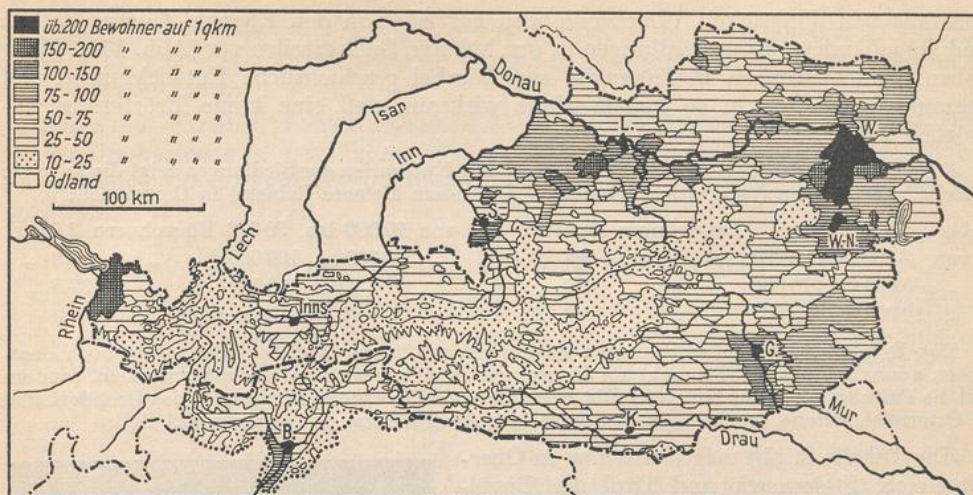 üb.200 Bewohner auf 1 qkm
150-200 " " " "
100-150 " " " "
75-100 " " " "
50-75 " " " "
25-50 " " " "
10-25 " " " "
Ödland
100 km
Donau
Isar
Inn
Lech
Rhein
L.
W.
S.
W-N.
Inns
G.
Mur
B.
K.
Drau